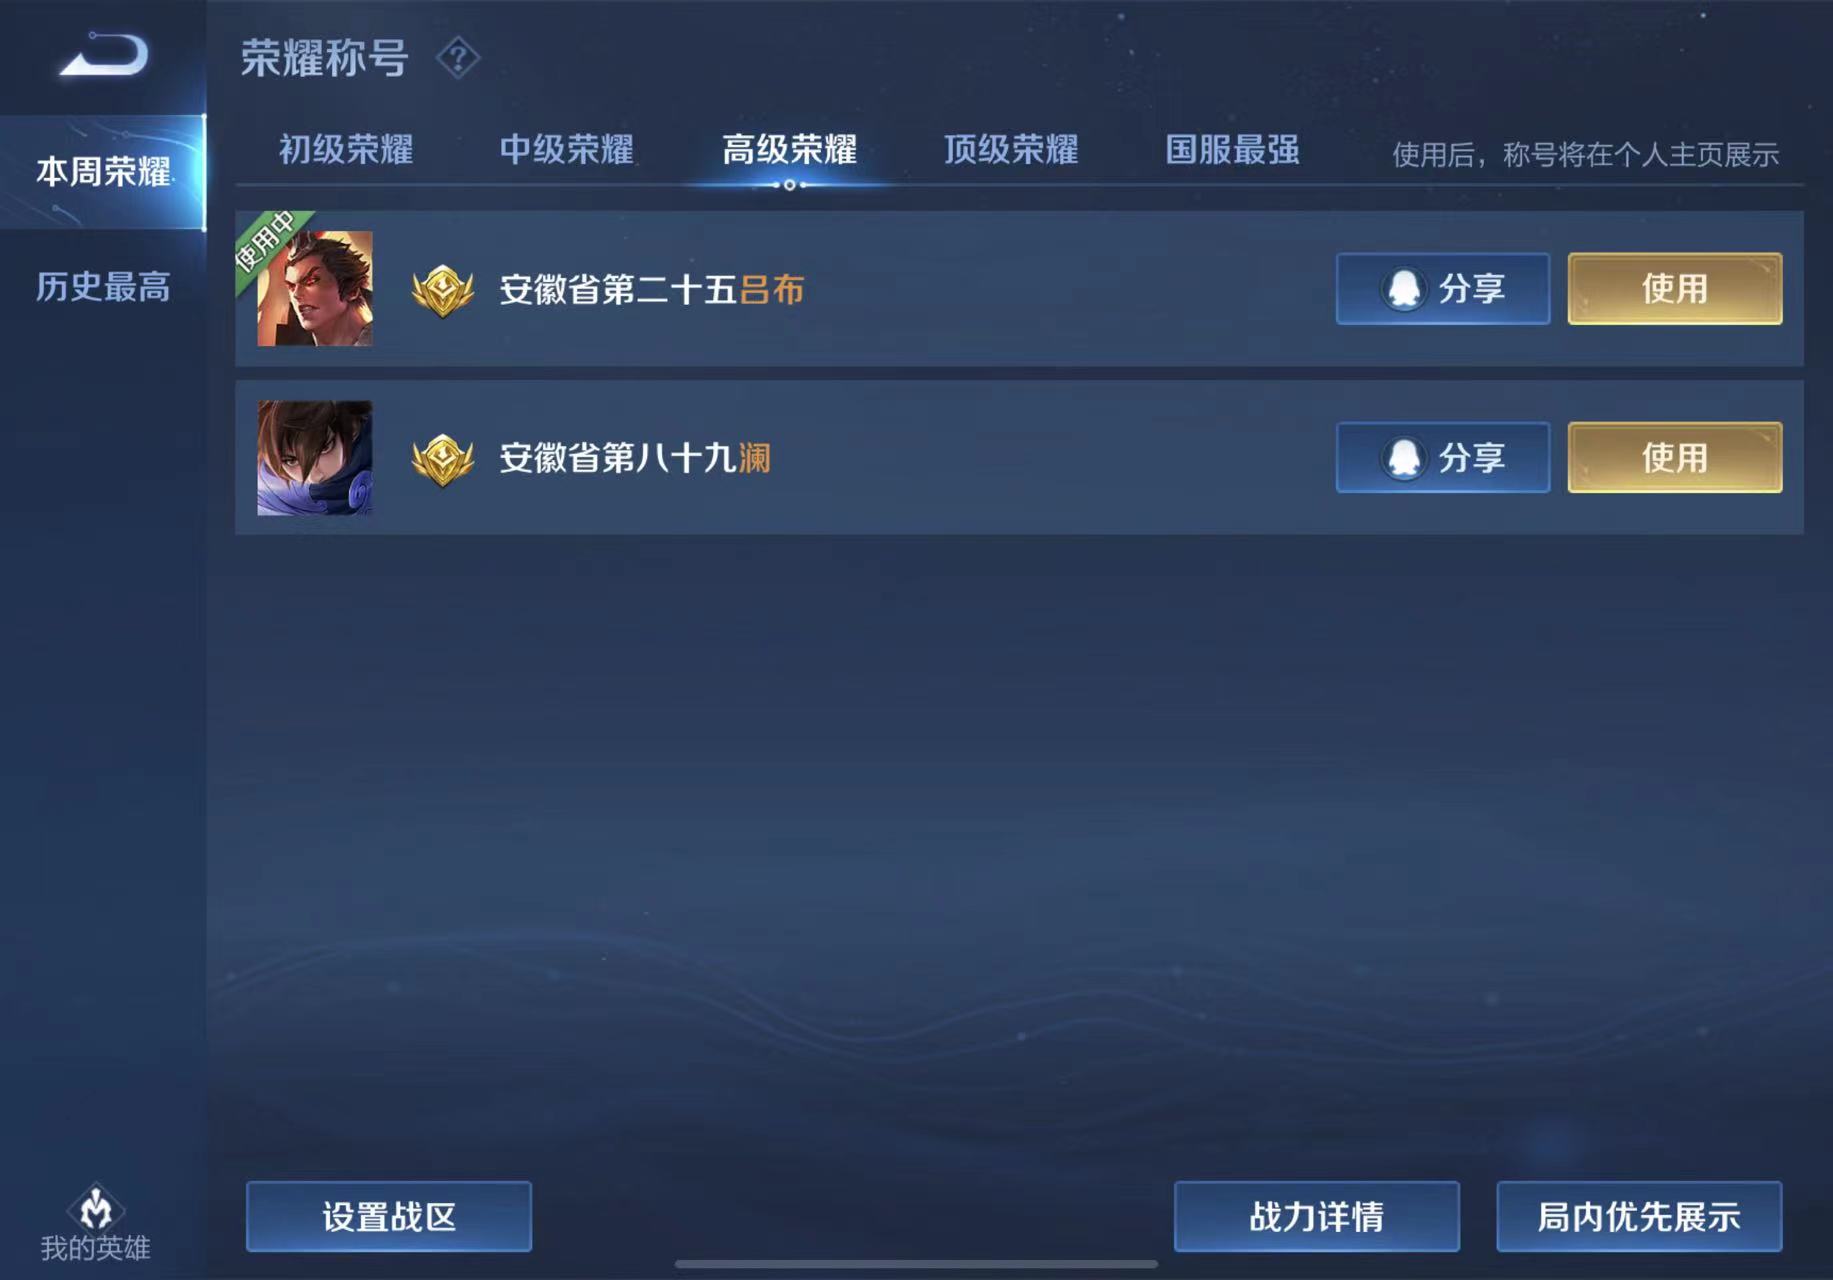 荣耀称号 ?
本周荣耀
历史最高
初级荣耀 中级荣耀 高级荣耀 顶级荣耀 国服最强 使用后，称号将在个人主页展示
使用中
安徽省第二十五吕布 分享 使用
安徽省第八十九澜 分享 使用
我的英雄
设置战区 战力详情 局内优先展示